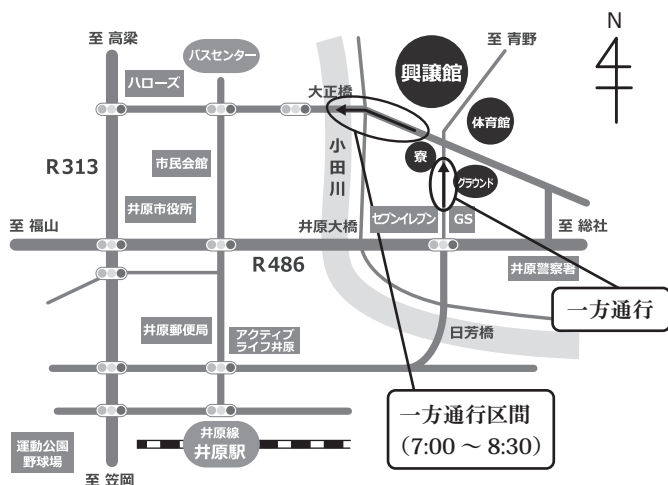 N
至 高梁
バスセンター
興譲館
至 青野
ハローズ
大正橋
体育館
小田川
寮
R313
市民会館
グラウンド
井原市役所
至 福山
井原大橋
セブンイレブン
GS
至 総社
R486
井原警察署
一方通行
井原郵便局
アクティブ
ライフ井原
日芳橋
一方通行区間
（7:00 ～ 8:30）
運動公園
野球場
井原線
井原駅
至 笠岡